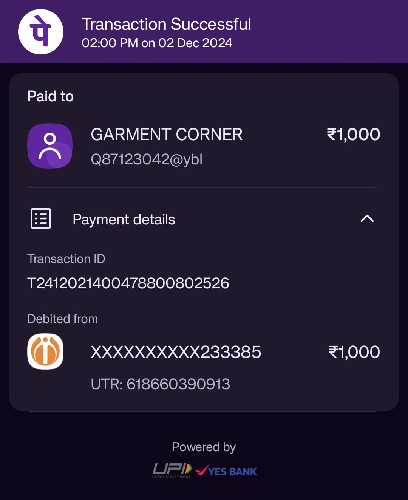 पे
Transaction Successful
02:00 PM on 02 Dec 2024
Paid to
GARMENT CORNER ₹1,000
Q87123042@ybl
Payment details
Transaction ID
T2412021400478800802526
Debited from
XXXXXXXXXX233385 ₹1,000
UTR: 618660390913
Powered by
UPI YES BANK